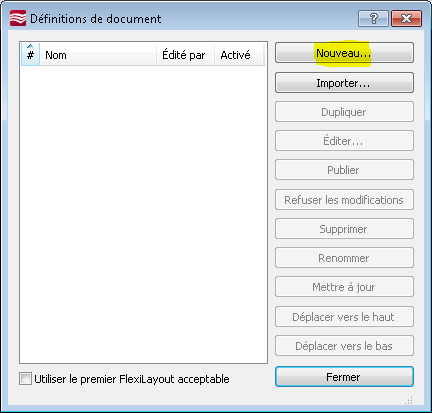 Définitions de document
# Nom Édité par Activé
Nouveau...
Importer...
Dupliquer
Éditer...
Publier
Refuser les modifications
Supprimer
Renommer
Mettre à jour
Déplacer vers le haut
Déplacer vers le bas
Utiliser le premier FlexiLayout acceptable
Fermer